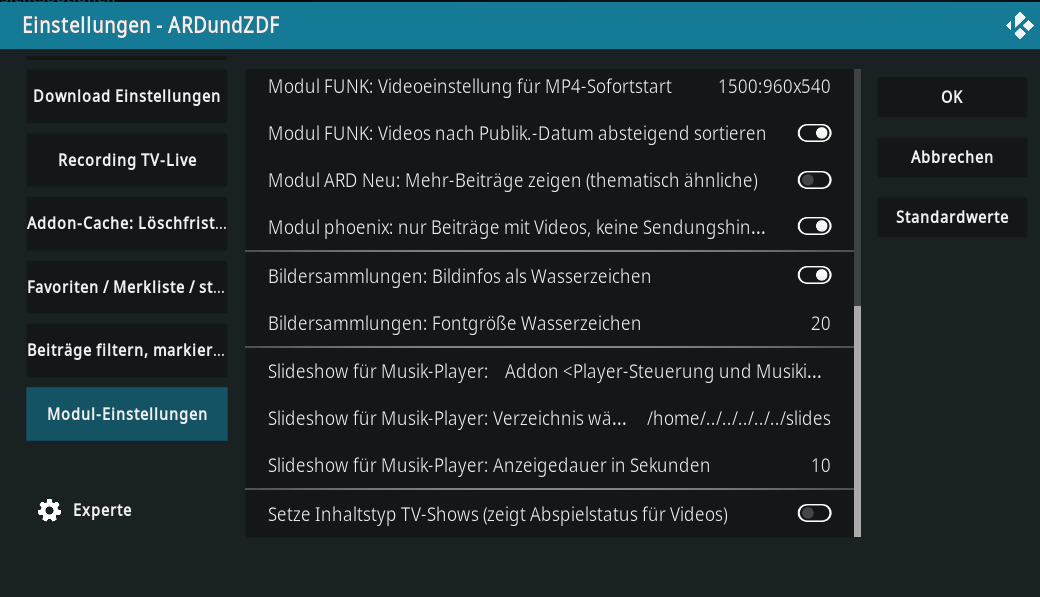 Einstellungen - ARDundZDF
Download Einstellungen
Recording TV-Live
Addon-Cache: Löschfrist...
Favoriten / Merkliste / st...
Beiträge filtern, markier...
Modul-Einstellungen
Experte
Modul FUNK: Videoeinstellung für MP4-Sofortstart 1500:960x540
Modul FUNK: Videos nach Publik.-Datum absteigend sortieren
Modul ARD Neu: Mehr-Beiträge zeigen (thematisch ähnliche)
Modul phoenix: nur Beiträge mit Videos, keine Sendungshin...
Bildersammlungen: Bildinfos als Wasserzeichen
Bildersammlungen: Fontgröße Wasserzeichen 20
Slideshow für Musik-Player: Addon <Player-Steuerung und Musiki...
Slideshow für Musik-Player: Verzeichnis wä... /home/../../../../../slides
Slideshow für Musik-Player: Anzeigedauer in Sekunden 10
Setze Inhaltstyp TV-Shows (zeigt Abspielstatus für Videos)
OK
Abbrechen
Standardwerte